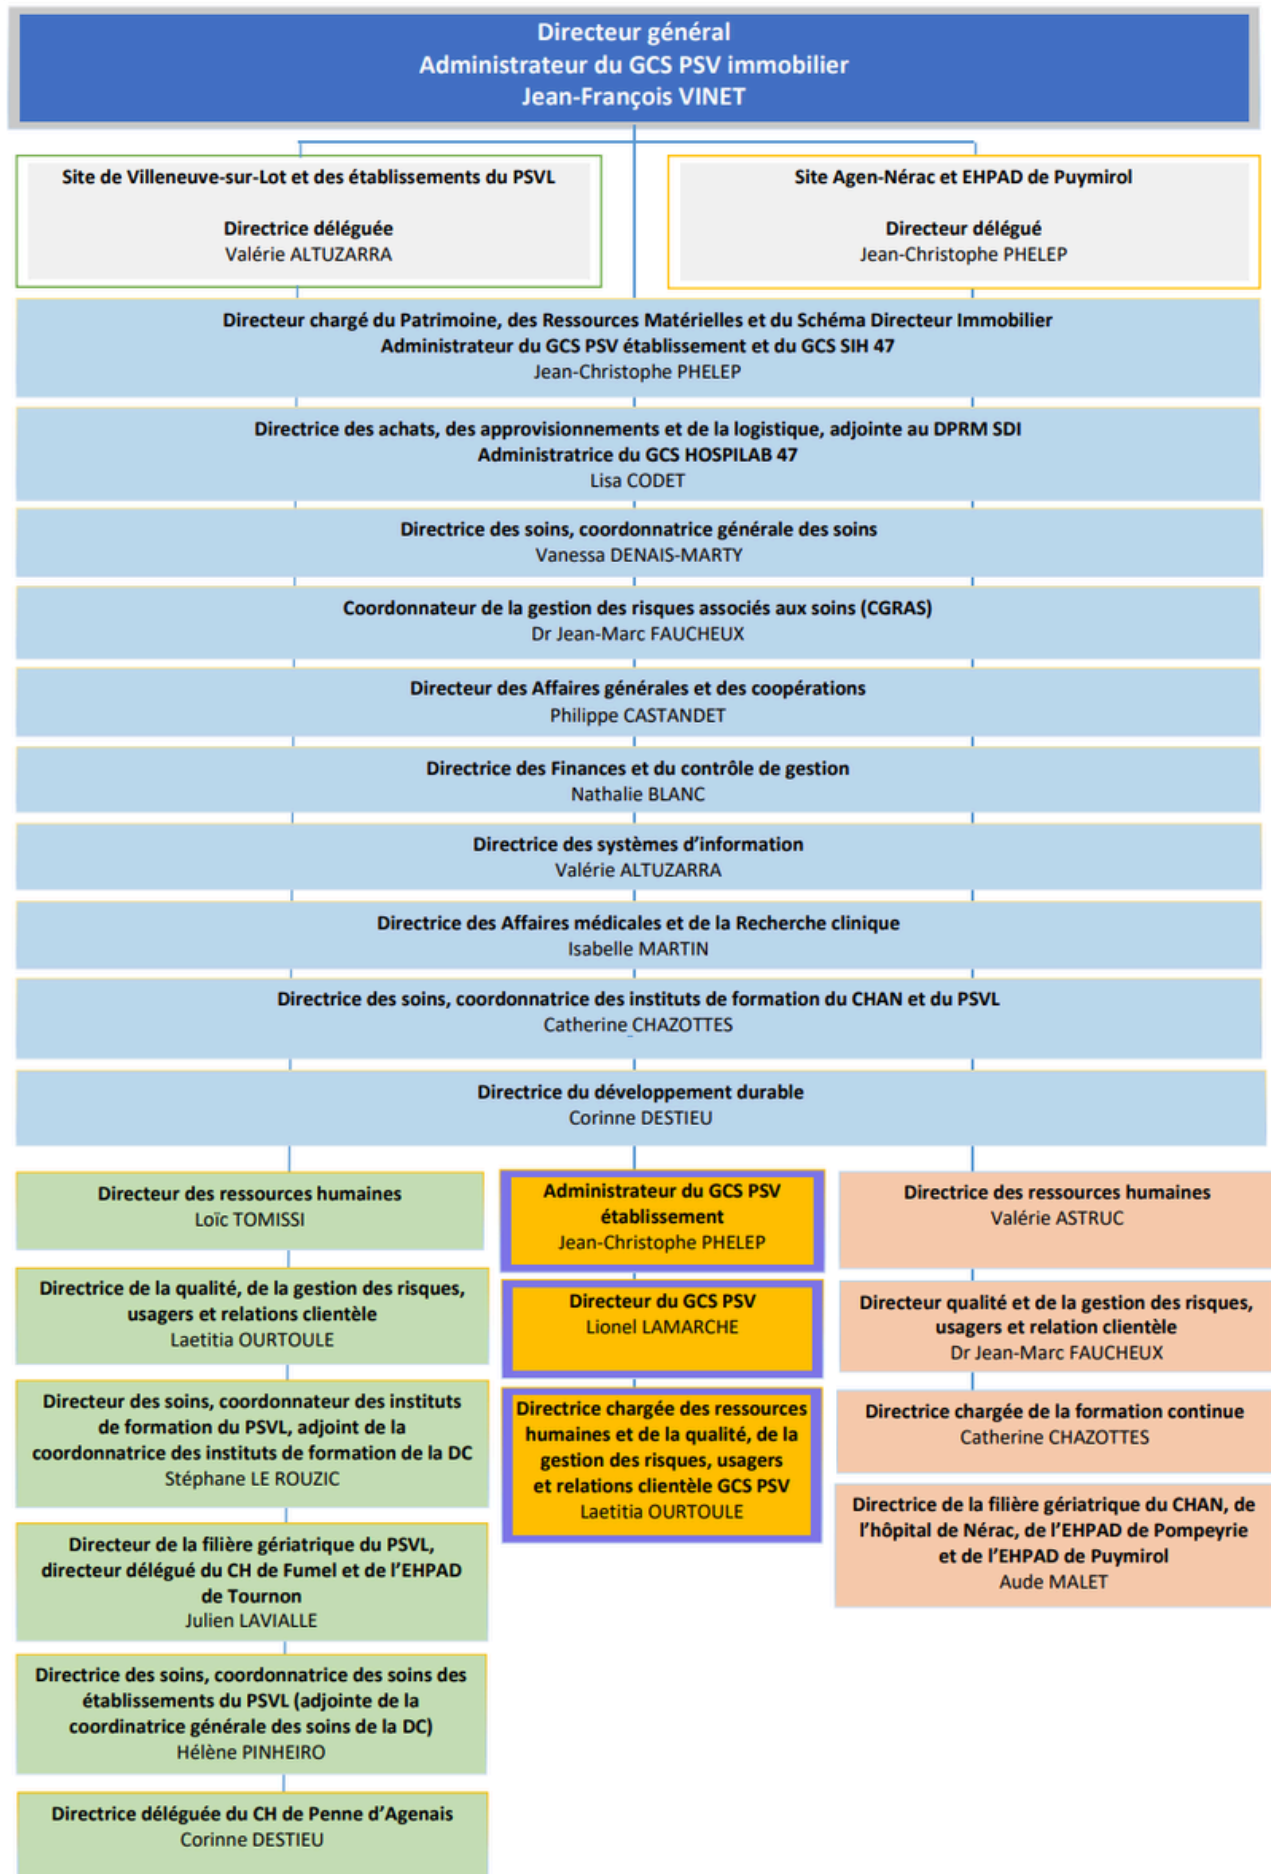 Directeur général
Administrateur du GCS PSV immobilier
Jean-François VINET
Site de Villeneuve-sur-Lot et des établissements du PSVL
Directrice déléguée
Valérie ALTUZARRA
Site Agen-Nérac et EHPAD de Puymirol
Directeur délégué
Jean-Christophe PHELEP
Directeur chargé du Patrimoine, des Ressources Matérielles et du Schéma Directeur Immobilier
Administrateur du GCS PSV établissement et du GCS SIH 47
Jean-Christophe PHELEP
Directrice des achats, des approvisionnements et de la logistique, adjointe au DPRM SDI
Administratrice du GCS HOSPILAB 47
Lisa CODET
Directrice des soins, coordonnatrice générale des soins
Vanessa DENAIS-MARTY
Coordonnateur de la gestion des risques associés aux soins (CGRAS)
Dr Jean-Marc FAUCHEUX
Directeur des Affaires générales et des coopérations
Philippe CASTANDET
Directrice des Finances et du contrôle de gestion
Nathalie BLANC
Directrice des systèmes d’information
Valérie ALTUZARRA
Directrice des Affaires médicales et de la Recherche clinique
Isabelle MARTIN
Directrice des soins, coordonnatrice des instituts de formation du CHAN et du PSVL
Catherine CHAZOTTES
Directrice du développement durable
Corinne DESTIEU
Directeur des ressources humaines
Loïc TOMISSI
Directrice de la qualité, de la gestion des risques,
usagers et relations clientèle
Laetitia OURTOULE
Directeur des soins, coordonnateur des instituts
de formation du PSVL, adjoint de la
coordonnatrice des instituts de formation de la DC
Stéphane LE ROUZIC
Directeur de la filière gériatrique du PSVL,
directeur délégué du CH de Fumel et de l’EHPAD
de Tournon
Julien LAVIALLE
Directrice des soins, coordonnatrice des soins des
établissements du PSVL (adjointe de la
coordinatrice générale des soins de la DC)
Hélène PINHEIRO
Directrice déléguée du CH de Penne d’Agenais
Corinne DESTIEU
Administrateur du GCS PSV
établissement
Jean-Christophe PHELEP
Directeur du GCS PSV
Lionel LAMARCHE
Directrice chargée des ressources
humaines et de la qualité, de la
gestion des risques, usagers
et relations clientèle GCS PSV
Laetitia OURTOULE
Directrice des ressources humaines
Valérie ASTRUC
Directeur qualité et de la gestion des risques,
usagers et relation clientèle
Dr Jean-Marc FAUCHEUX
Directrice chargée de la formation continue
Catherine CHAZOTTES
Directrice de la filière gériatrique du CHAN, de
l’hôpital de Nérac, de l’EHPAD de Pompeyrie
et de l’EHPAD de Puymirol
Aude MALET